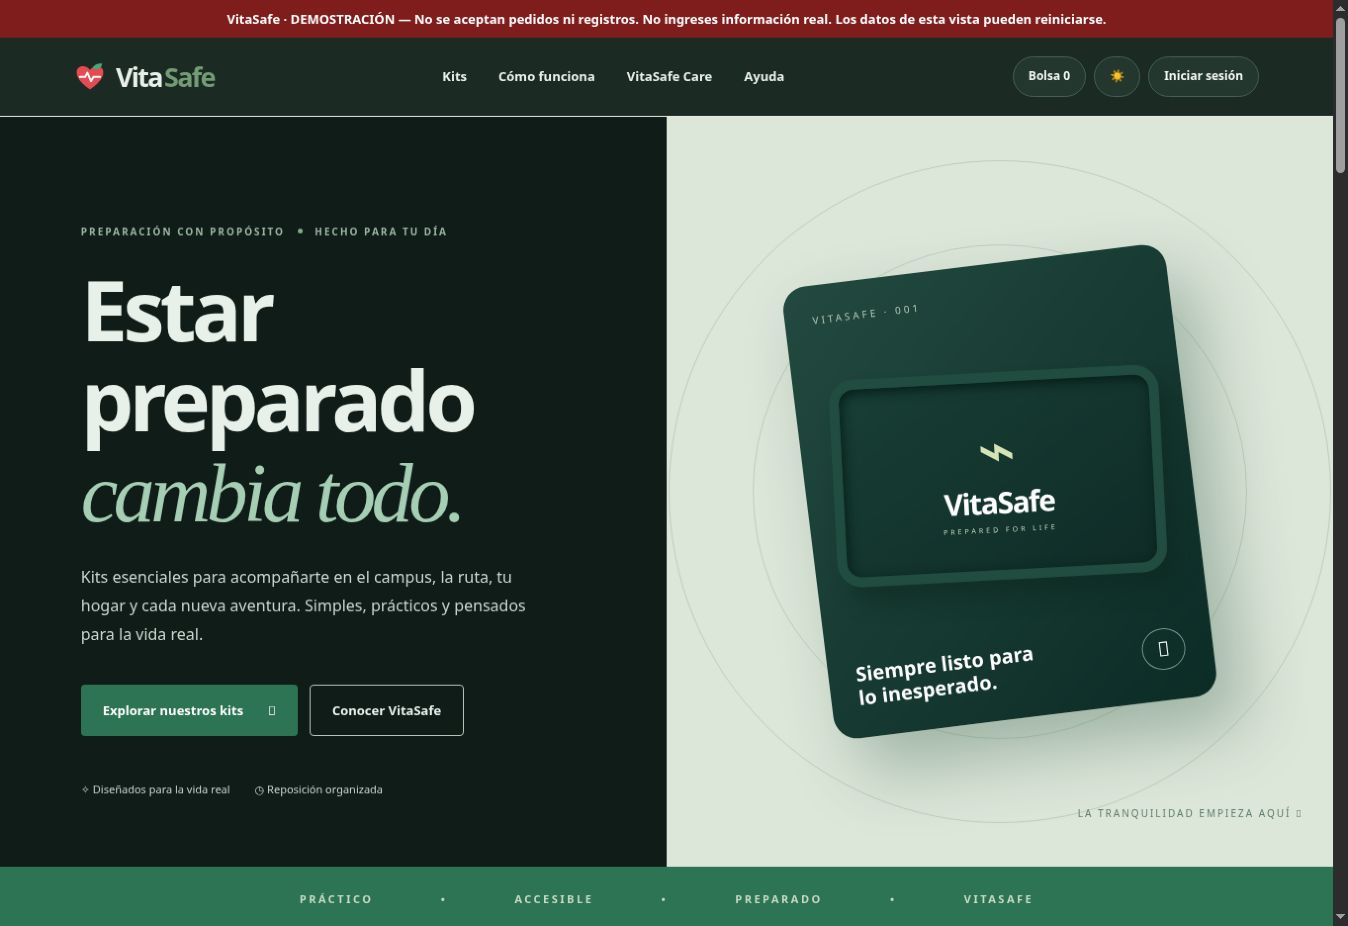 VitaSafe · DEMOSTRACIÓN — No se aceptan pedidos ni registros. No ingreses información real. Los datos de esta vista pueden reiniciarse.
VitaSafe
Kits
Cómo funciona
VitaSafe Care
Ayuda
Bolsa 0
Iniciar sesión
PREPARACIÓN CON PROPÓSITO • HECHO PARA TU DÍA
Estar
preparado
cambia todo.
Kits esenciales para acompañarte en el campus, la ruta, tu
hogar y cada nueva aventura. Simples, prácticos y pensados
para la vida real.
Explorar nuestros kits
Conocer VitaSafe
✧ Diseñados para la vida real
◷ Reposición organizada
VITASAFE · 001
VitaSafe
PREPARED FOR LIFE
Siempre listo para
lo inesperado.
LA TRANQUILIDAD EMPIEZA AQUÍ
PRÁCTICO • ACCESIBLE • PREPARADO • VITASAFE